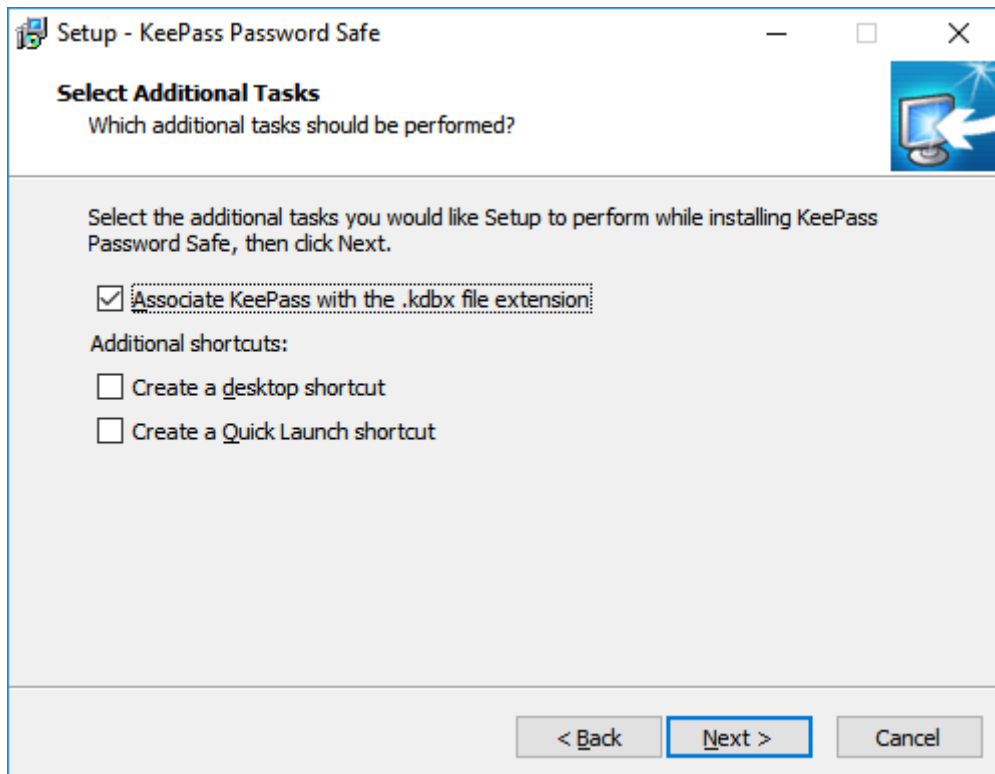 Setup - KeePass Password Safe
Select Additional Tasks
Which additional tasks should be performed?
Select the additional tasks you would like Setup to perform while installing KeePass
Password Safe, then click Next.
Associate KeePass with the .kdbx file extension
Additional shortcuts:
Create a desktop shortcut
Create a Quick Launch shortcut
< Back
Next >
Cancel